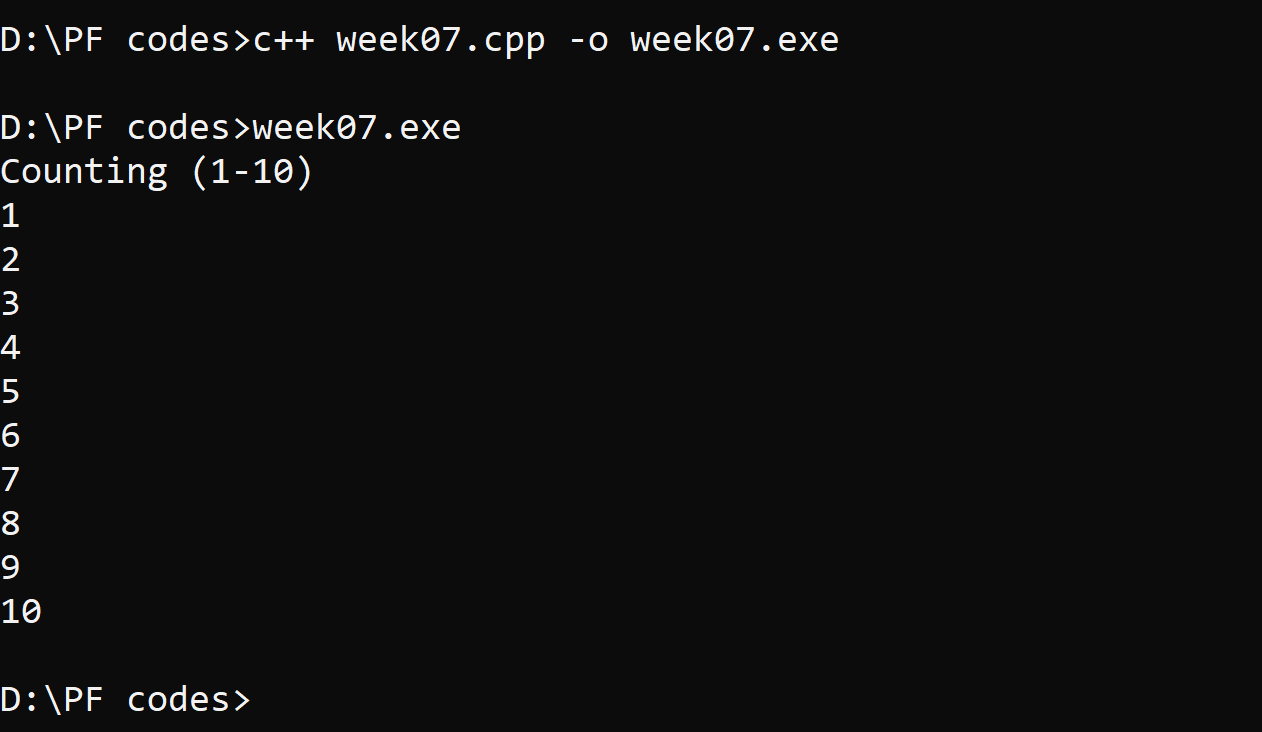 D:\PF codes>c++ week07.cpp -o week07.exe
D:\PF codes>week07.exe
Counting (1-10)
1
2
3
4
5
6
7
8
9
10
D:\PF codes>